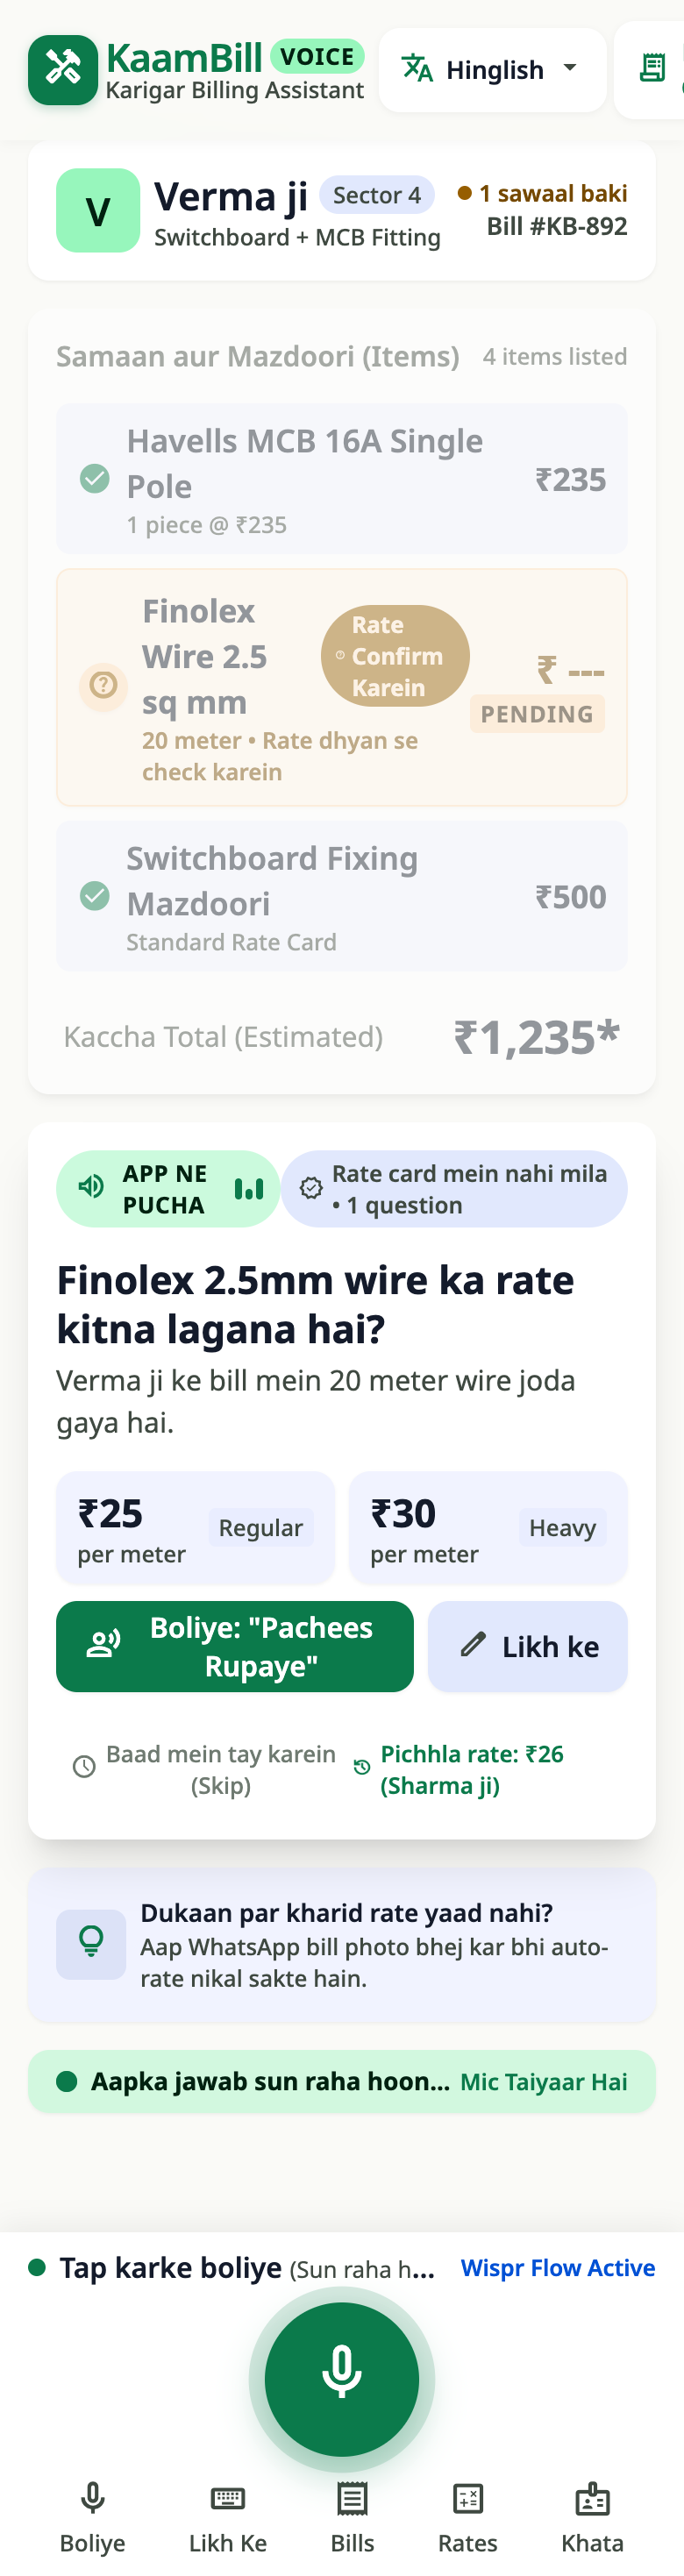 KaamBill VOICE
Karigar Billing Assistant
Hinglish
V
Verma ji Sector 4
Switchboard + MCB Fitting
1 sawaal baki
Bill #KB-892
Samaan aur Mazdoori (Items) 4 items listed
Havells MCB 16A Single
Pole
1 piece @ ₹235
₹235
Finolex
Wire 2.5
sq mm
Rate
Confirm
Karein
20 meter • Rate dhyan se
check karein
₹ ---
PENDING
Switchboard Fixing
Mazdoori
Standard Rate Card
₹500
Kaccha Total (Estimated) ₹1,235*
APP NE
PUCHA
Rate card mein nahi mila
• 1 question
Finolex 2.5mm wire ka rate
kitna lagana hai?
Verma ji ke bill mein 20 meter wire joda
gaya hai.
₹25
per meter
Regular
₹30
per meter
Heavy
Boliye: "Pachees
Rupaye"
Likh ke
Baad mein tay karein
(Skip)
Pichhla rate: ₹26
(Sharma ji)
Dukaan par kharid rate yaad nahi?
Aap WhatsApp bill photo bhej kar bhi auto-
rate nikal sakte hain.
Aapka jawab sun raha hoon... Mic Taiyaar Hai
Tap karke boliye (Sun raha h... Wispr Flow Active
Boliye Likh Ke Bills Rates Khata